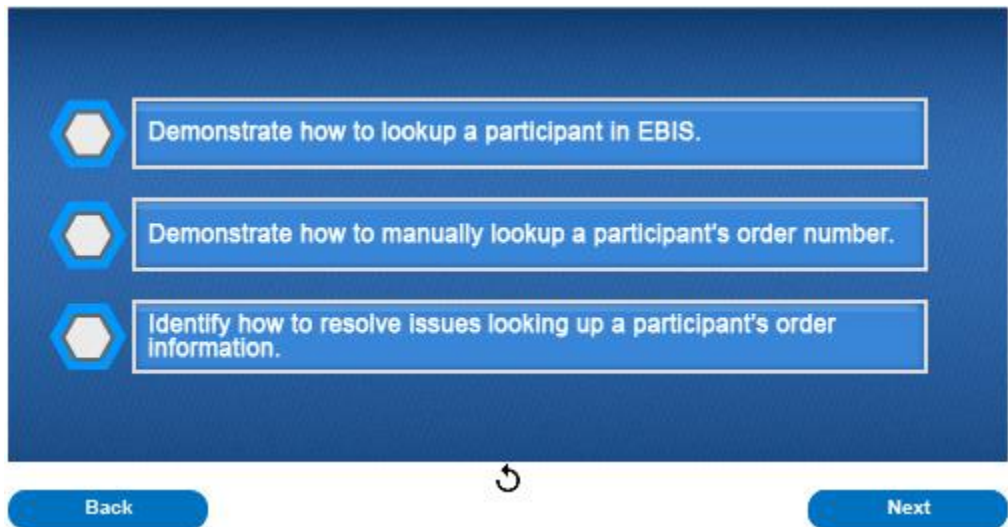 Demonstrate how to lookup a participant in EBIS.
Demonstrate how to manually lookup a participant's order number.
Identify how to resolve issues looking up a participant's order
information.
Back
Next